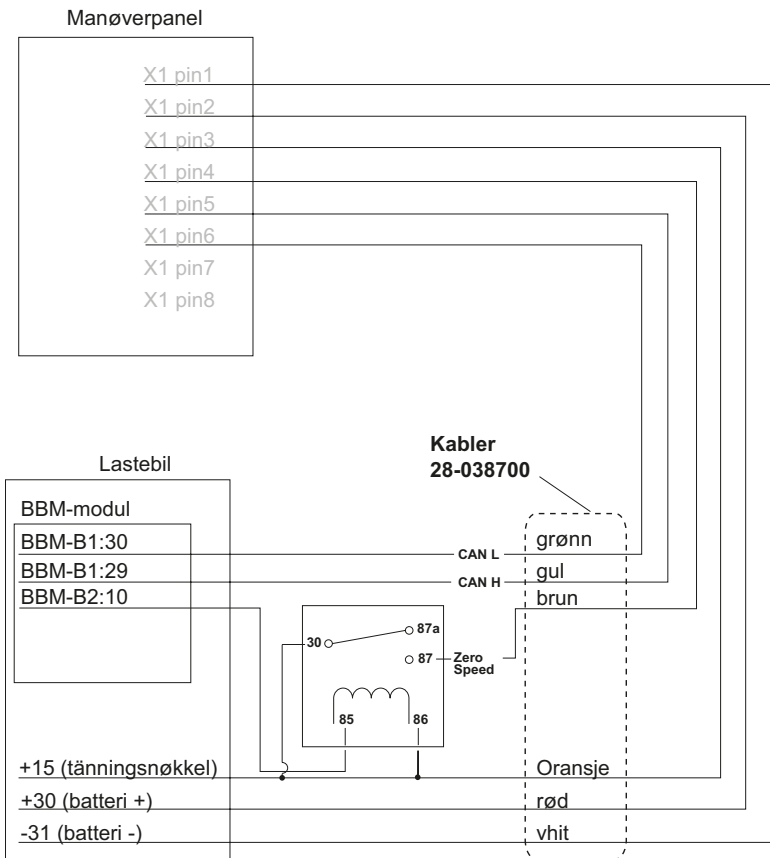 Manøverpanel
X1 pin1
X1 pin2
X1 pin3
X1 pin4
X1 pin5
X1 pin6
X1 pin7
X1 pin8
Kabler
28-038700
Lastebil
BBM-modul
BBM-B1:30
CAN L
grønn
BBM-B1:29
CAN H
gul
BBM-B2:10
brun
87a
30
87
Zero
Speed
85
86
+15 (tänningsnøkkel)
Oransje
+30 (batteri +)
rød
-31 (batteri -)
vhit